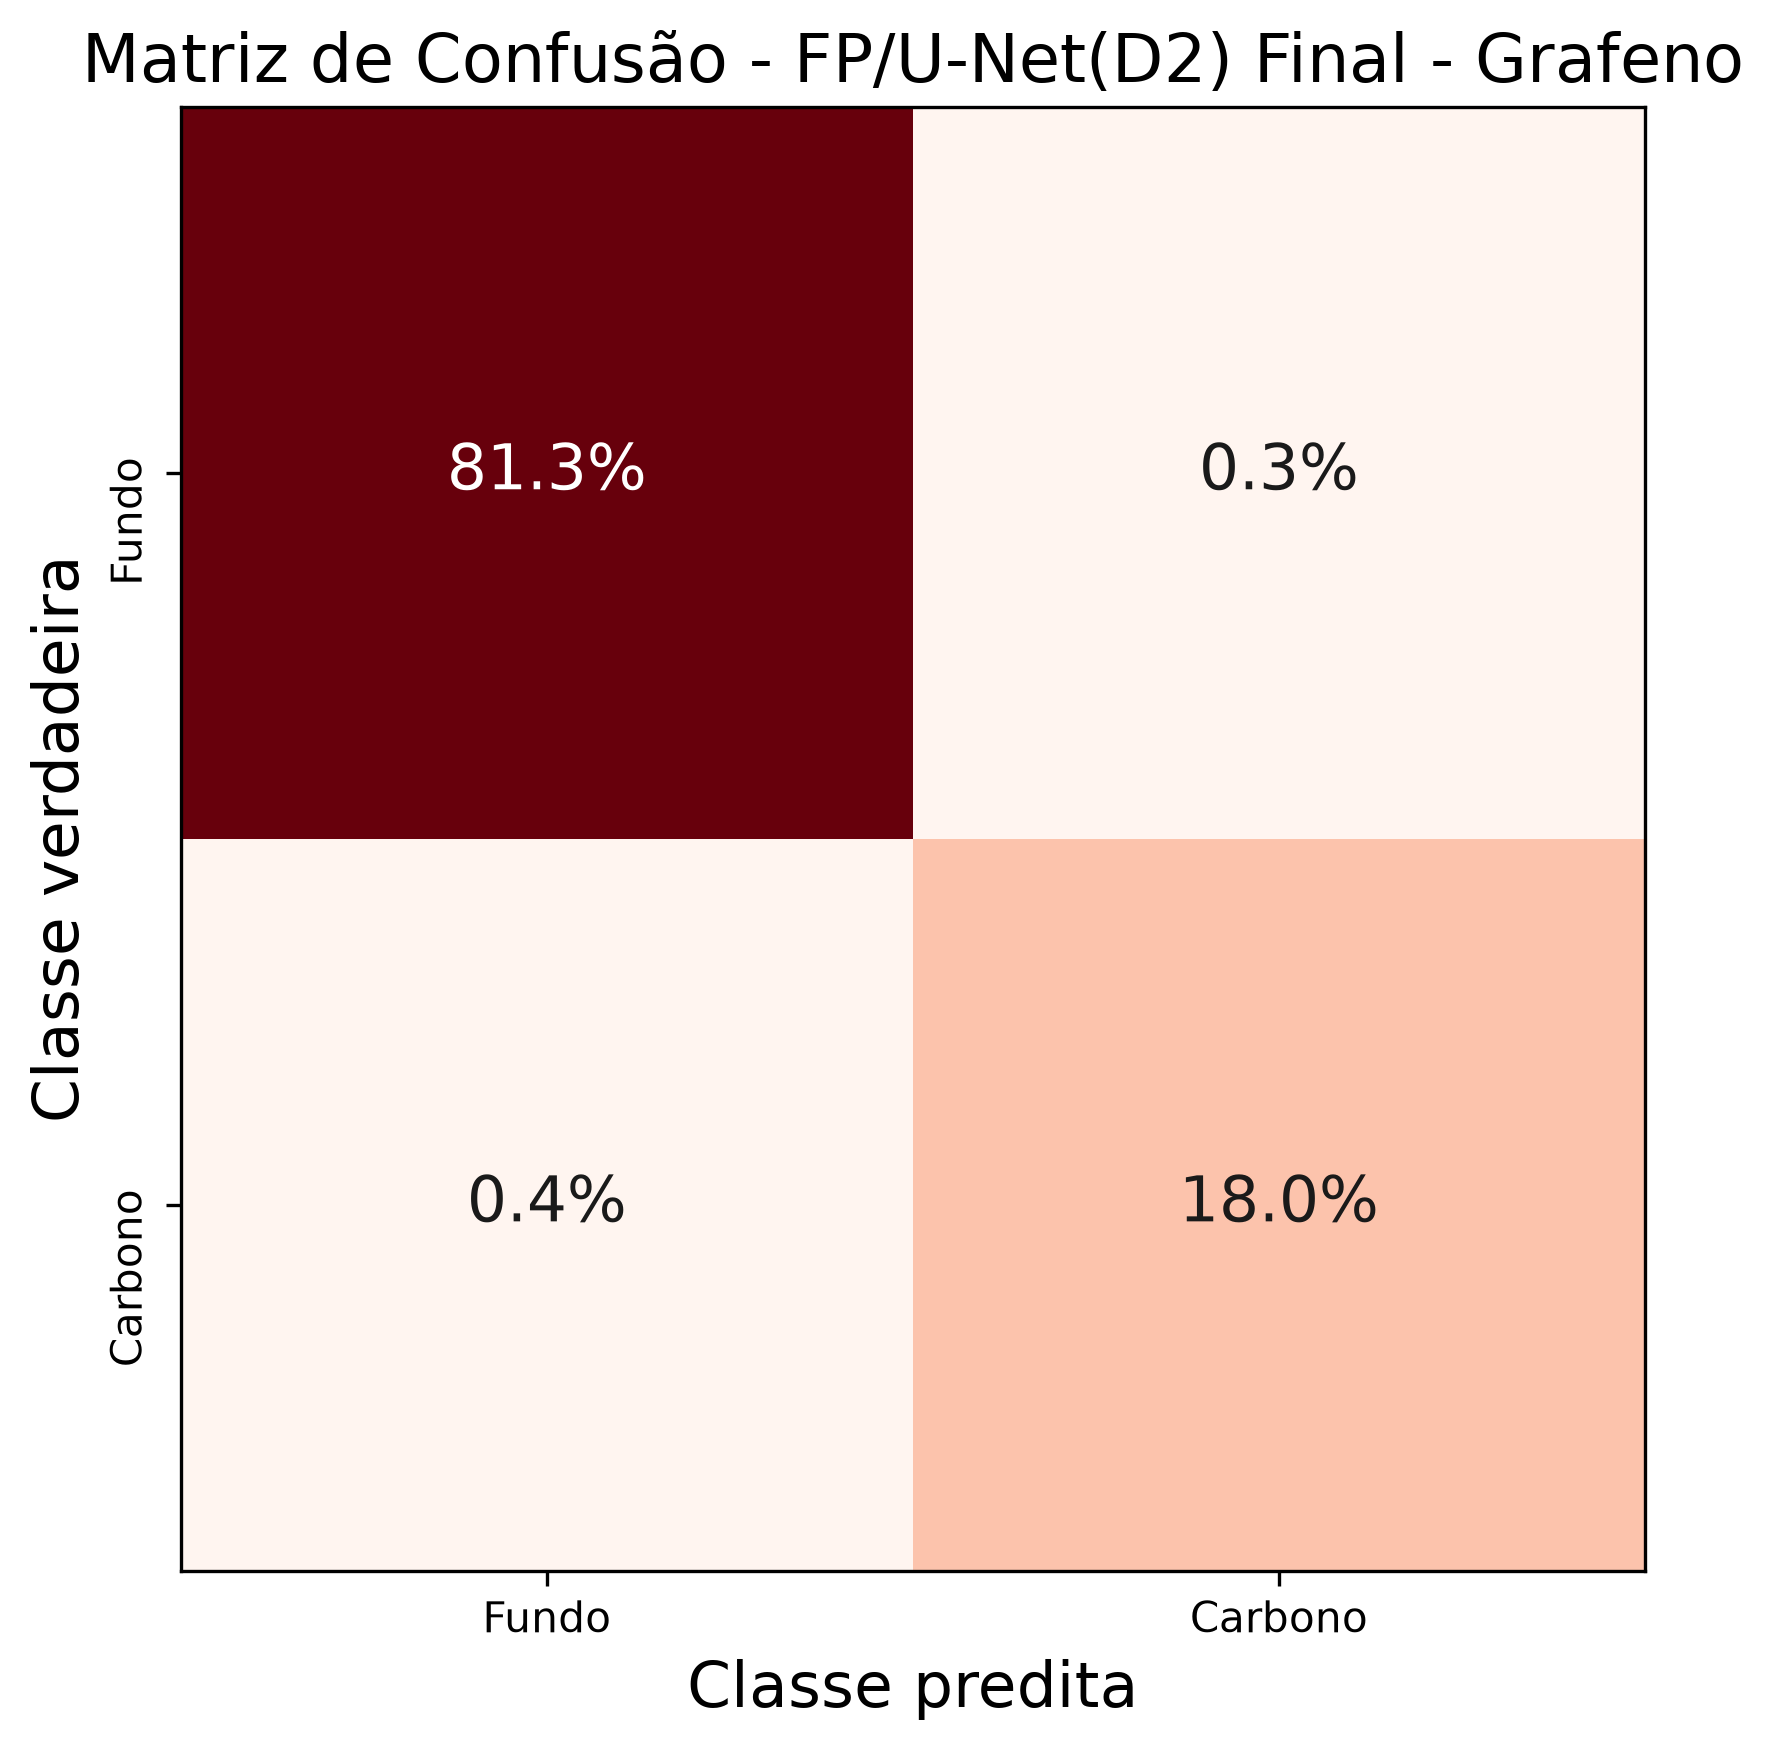 Matriz de Confusão - FP/U-Net(D2) Final - Grafeno
Classe verdadeira
Fundo
81.3%
0.3%
Carbono
0.4%
18.0%
Fundo
Carbono
Classe predita